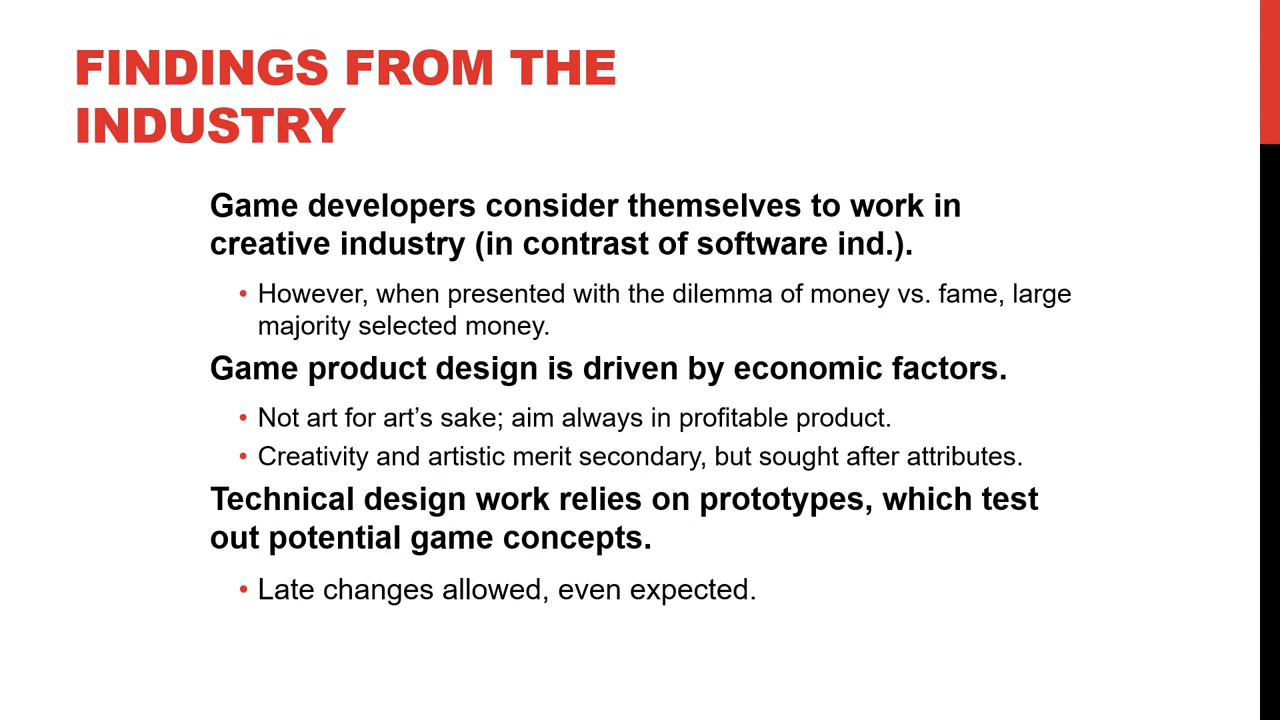 FINDINGS FROM THE
INDUSTRY
Game developers consider themselves to work in
creative industry (in contrast of software ind.).
• However, when presented with the dilemma of money vs. fame, large
majority selected money.
Game product design is driven by economic factors.
• Not art for art’s sake; aim always in profitable product.
• Creativity and artistic merit secondary, but sought after attributes.
Technical design work relies on prototypes, which test
out potential game concepts.
• Late changes allowed, even expected.